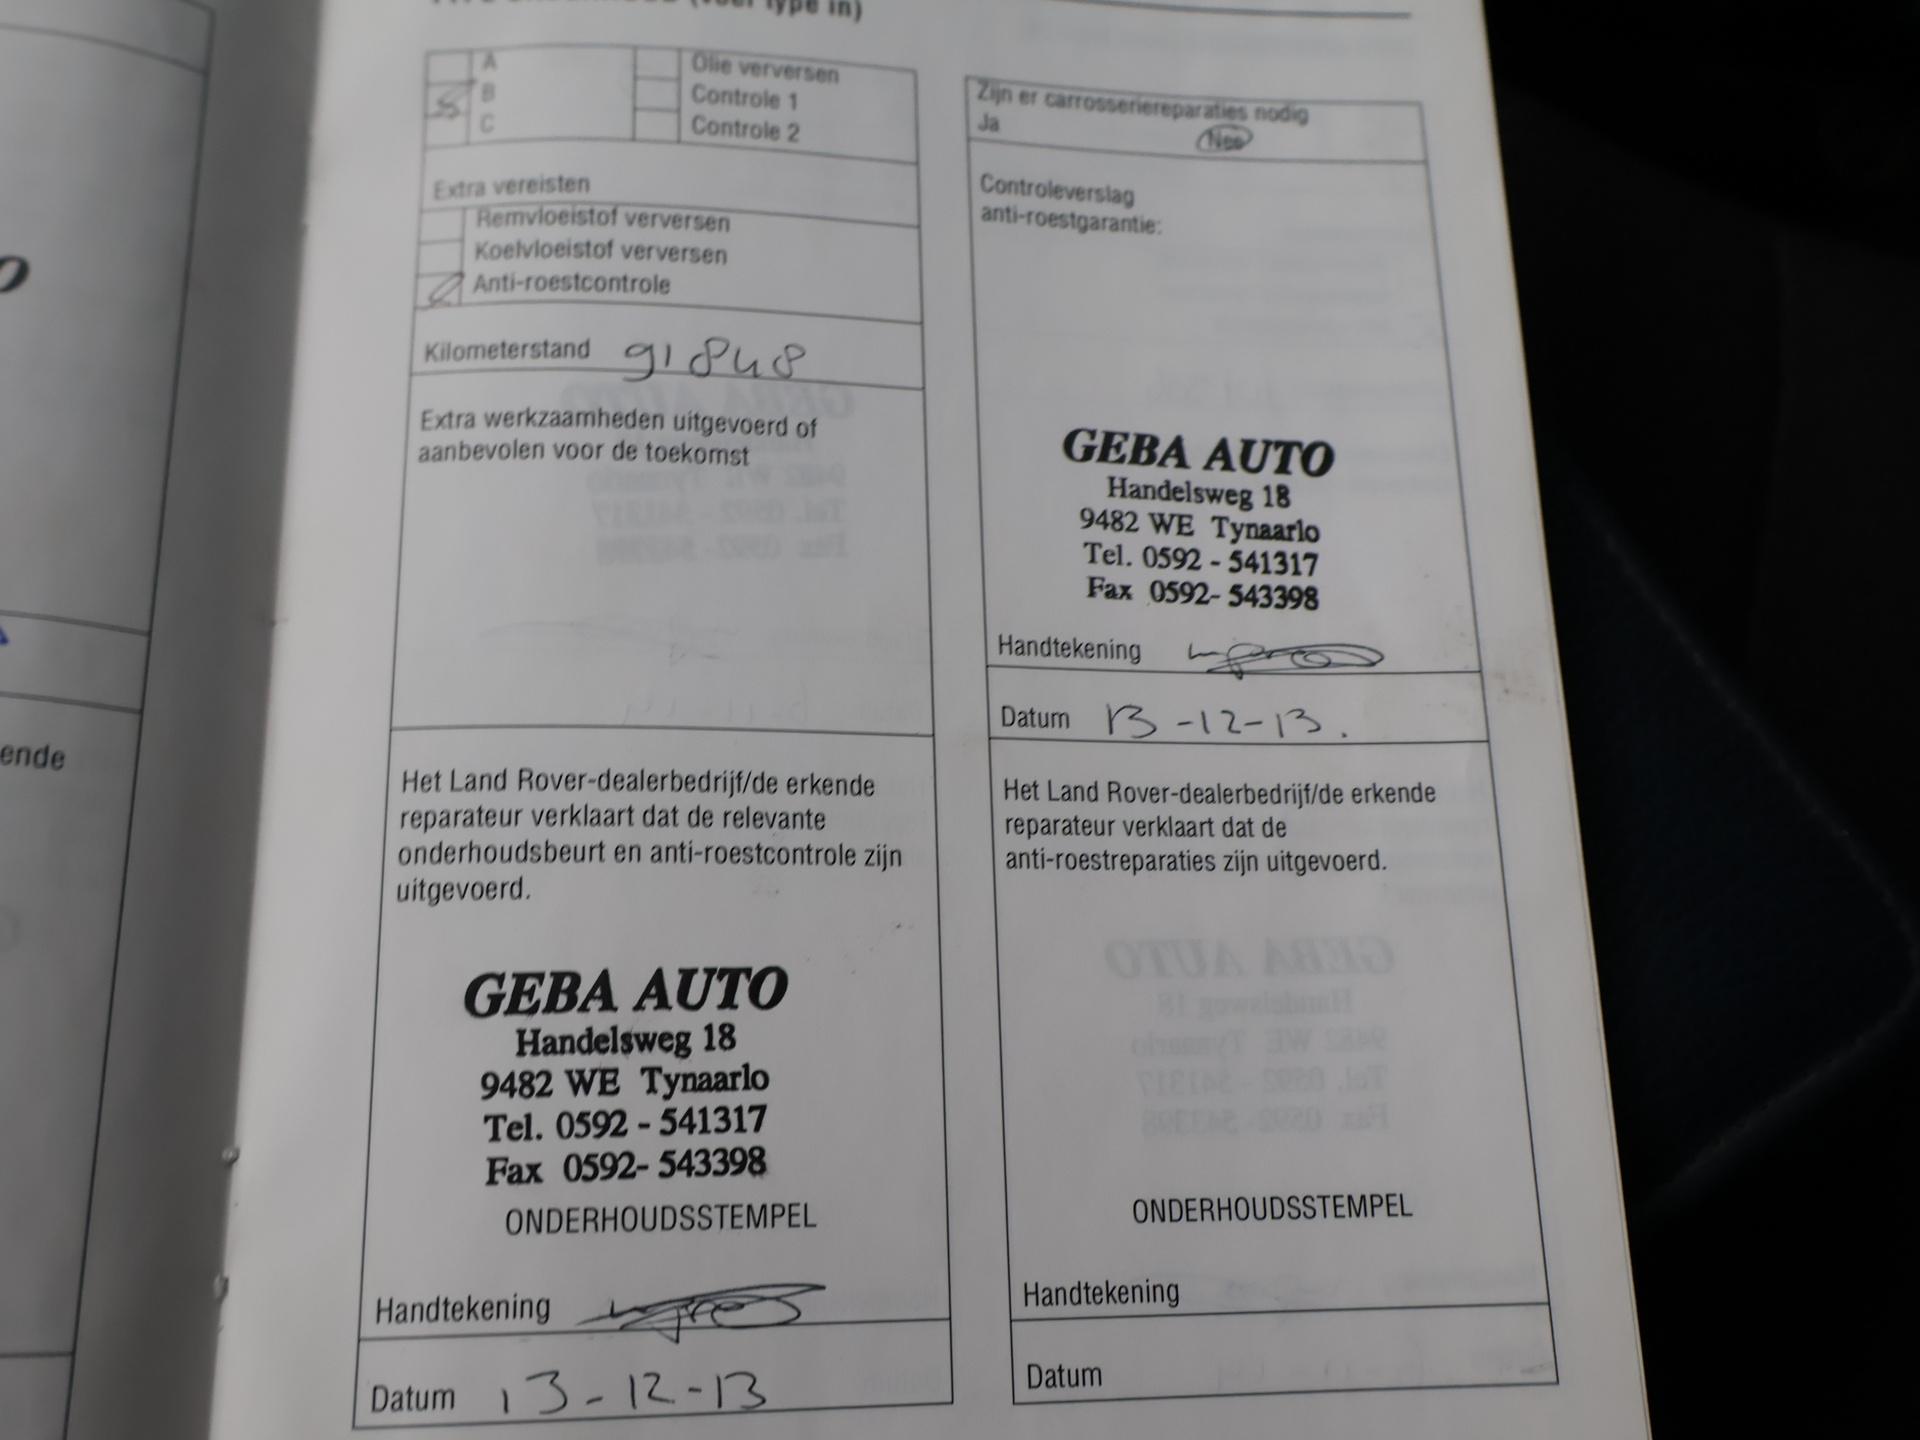 (voer type in)
A
B
C
Olie verversen
Controle 1
Controle 2
Extra vereisten
Remvloeistof verversen
Koelvloeistof verversen
Anti-roestcontrole
Kilometerstand 91848
Extra werkzaamheden uitgevoerd of
aanbevolen voor de toekomst
Het Land Rover-dealerbedrijf/de erkende
reparateur verklaart dat de relevante
onderhoudsbeurt en anti-roestcontrole zijn
uitgevoerd.
GEBA AUTO
Handelsweg 18
9482 WE Tynaarlo
Tel. 0592 - 541317
Fax 0592- 543398
ONDERHOUDSSTEMPEL
Handtekening
Datum 13-12-13
Zijn er carrosseriereparaties nodig
Ja Nee
Controleverslag
anti-roestgarantie:
GEBA AUTO
Handelsweg 18
9482 WE Tynaarlo
Tel. 0592 - 541317
Fax 0592- 543398
Handtekening
Datum 13-12-13.
Het Land Rover-dealerbedrijf/de erkende
reparateur verklaart dat de
anti-roestreparaties zijn uitgevoerd.
ONDERHOUDSSTEMPEL
Handtekening
Datum
ende